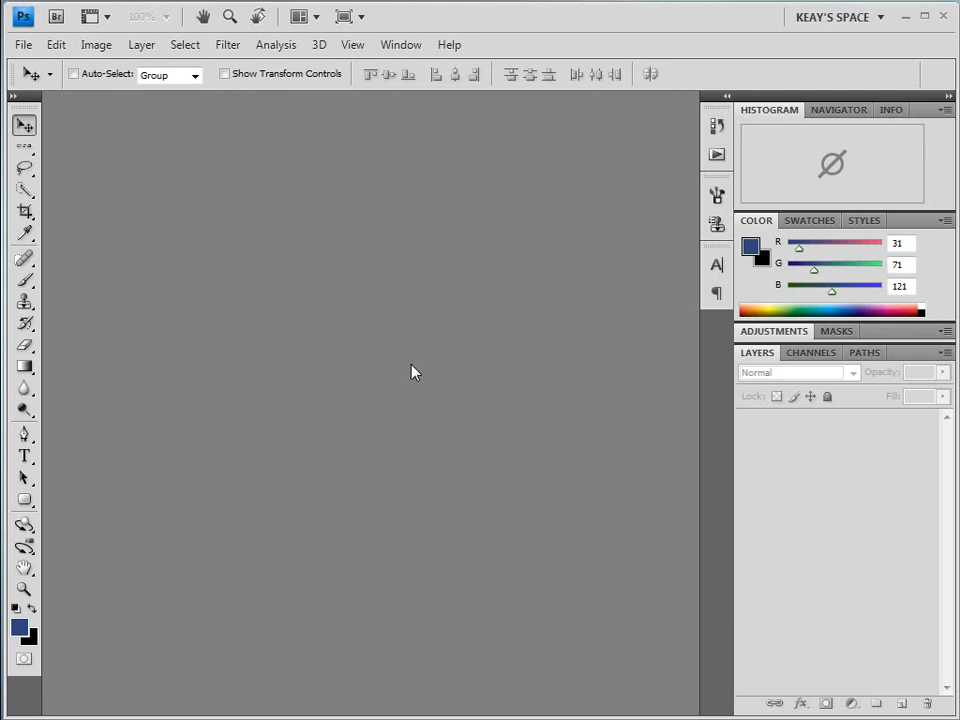 Ps Br 100% KEAY'S SPACE
File Edit Image Layer Select Filter Analysis 3D View Window Help
Auto-Select: Group Show Transform Controls
HISTOGRAM NAVIGATOR INFO
COLOR SWATCHES STYLES
R 31
G 71
B 121
A
T
ADJUSTMENTS MASKS
LAYERS CHANNELS PATHS
Normal Opacity:
Lock: Fill:
fx